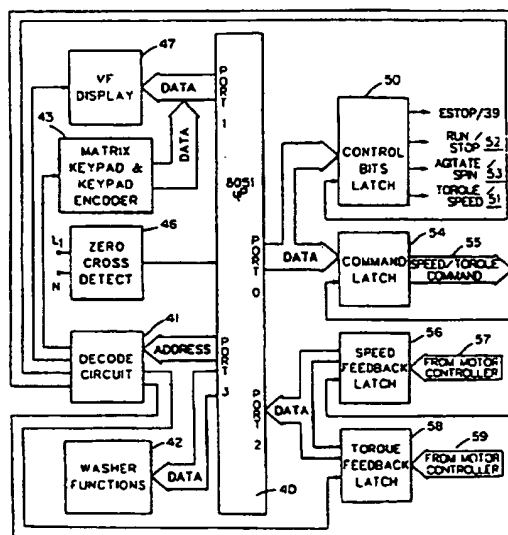 47
VF
DISPLAY
43
MATRIX
KEYPAD &
KEYPAD
ENCODER
46
L1
N
ZERO
CROSS
DETECT
41
DECODE
CIRCUIT
42
WASHER
FUNCTIONS
DATA
DATA
ADDRESS
DATA
PORT 1
8051
µP
PORT 0
PORT 3
PORT 2
40
DATA
DATA
50
CONTROL
BITS
LATCH
ESTOP/39
RUN/
STOP 52
AGITATE/
SPIN 53
TORQUE/
SPEED 51
54
COMMAND
LATCH
55
SPEED/TORQUE
COMMAND
56
SPEED
FEEDBACK
LATCH
57
FROM MOTOR
CONTROLLER
58
TORQUE
FEEDBACK
LATCH
59
FROM MOTOR
CONTROLLER